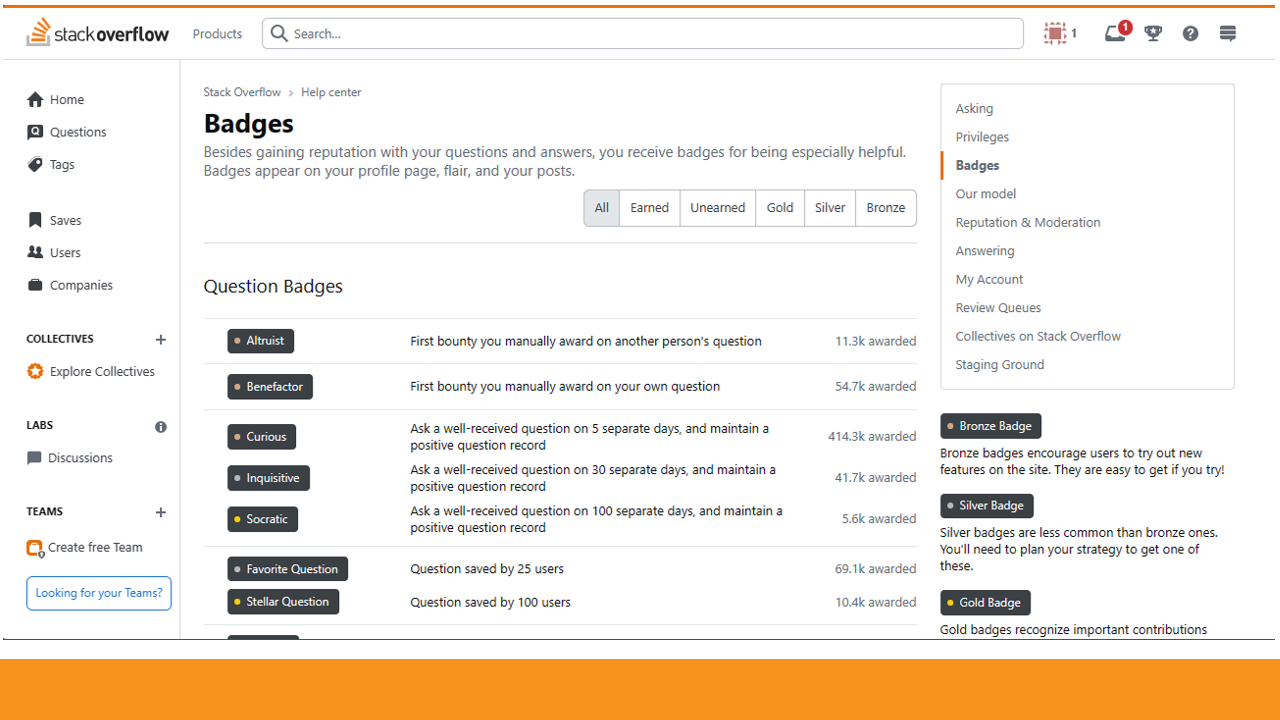 stackoverflow
Products
Search...
1
1
Home
Questions
Tags
Saves
Users
Companies
COLLECTIVES
Explore Collectives
LABS
Discussions
TEAMS
Create free Team
Looking for your Teams?
Stack Overflow > Help center
Badges
Besides gaining reputation with your questions and answers, you receive badges for being especially helpful.
Badges appear on your profile page, flair, and your posts.
All Earned Unearned Gold Silver Bronze
Question Badges
Altruist First bounty you manually award on another person's question 11.3k awarded
Benefactor First bounty you manually award on your own question 54.7k awarded
Curious Ask a well-received question on 5 separate days, and maintain a
positive question record 414.3k awarded
Inquisitive Ask a well-received question on 30 separate days, and maintain a
positive question record 41.7k awarded
Socratic Ask a well-received question on 100 separate days, and maintain a
positive question record 5.6k awarded
Favorite Question Question saved by 25 users 69.1k awarded
Stellar Question Question saved by 100 users 10.4k awarded
Asking
Privileges
Badges
Our model
Reputation & Moderation
Answering
My Account
Review Queues
Collectives on Stack Overflow
Staging Ground
Bronze Badge
Bronze badges encourage users to try out new
features on the site. They are easy to get if you try!
Silver Badge
Silver badges are less common than bronze ones.
You'll need to plan your strategy to get one of
these.
Gold Badge
Gold badges recognize important contributions